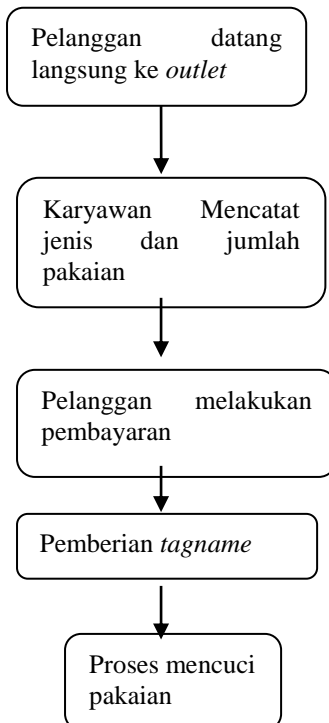 Pelanggan datang
langsung ke outlet
Karyawan Mencatat
jenis dan jumlah
pakaian
Pelanggan melakukan
pembayaran
Pemberian tagname
Proses mencuci
pakaian